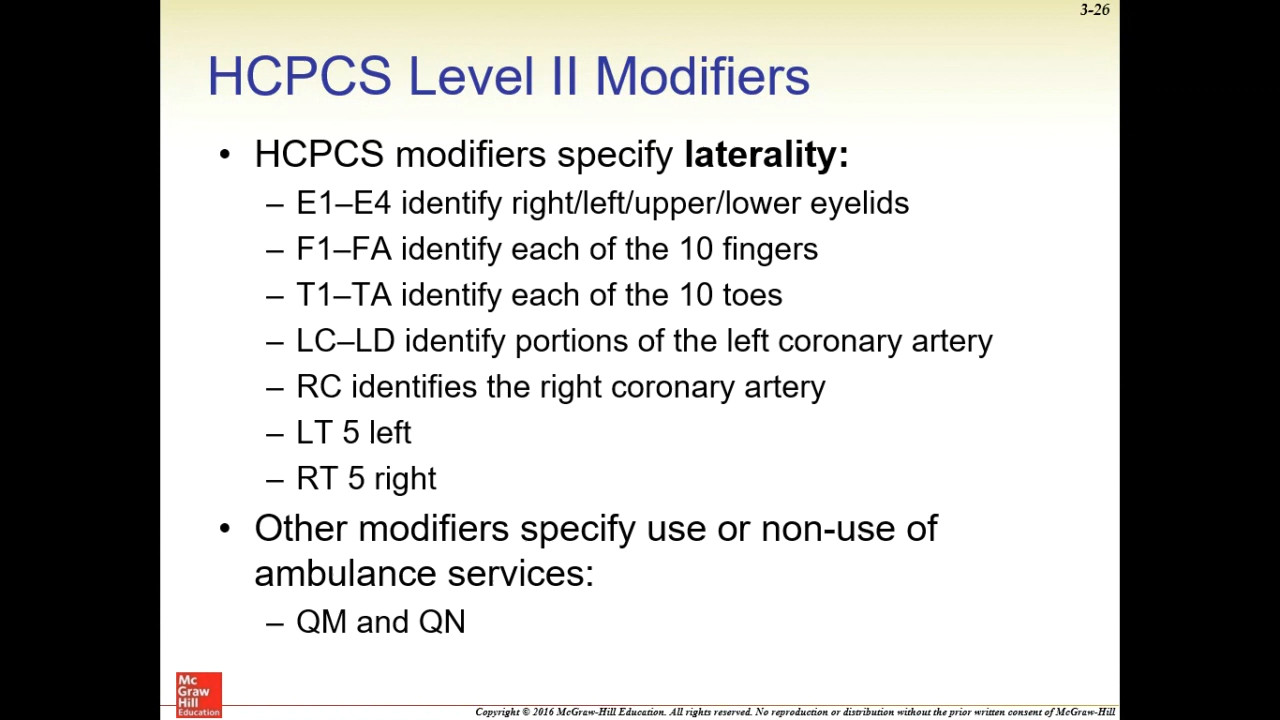 3-26
HCPCS Level II Modifiers
• HCPCS modifiers specify laterality:
– E1–E4 identify right/left/upper/lower eyelids
– F1–FA identify each of the 10 fingers
– T1–TA identify each of the 10 toes
– LC–LD identify portions of the left coronary artery
– RC identifies the right coronary artery
– LT 5 left
– RT 5 right
• Other modifiers specify use or non-use of
ambulance services:
– QM and QN
Mc
Graw
Hill
Education
Copyright © 2016 McGraw-Hill Education. All rights reserved. No reproduction or distribution without the prior written consent of McGraw-Hill